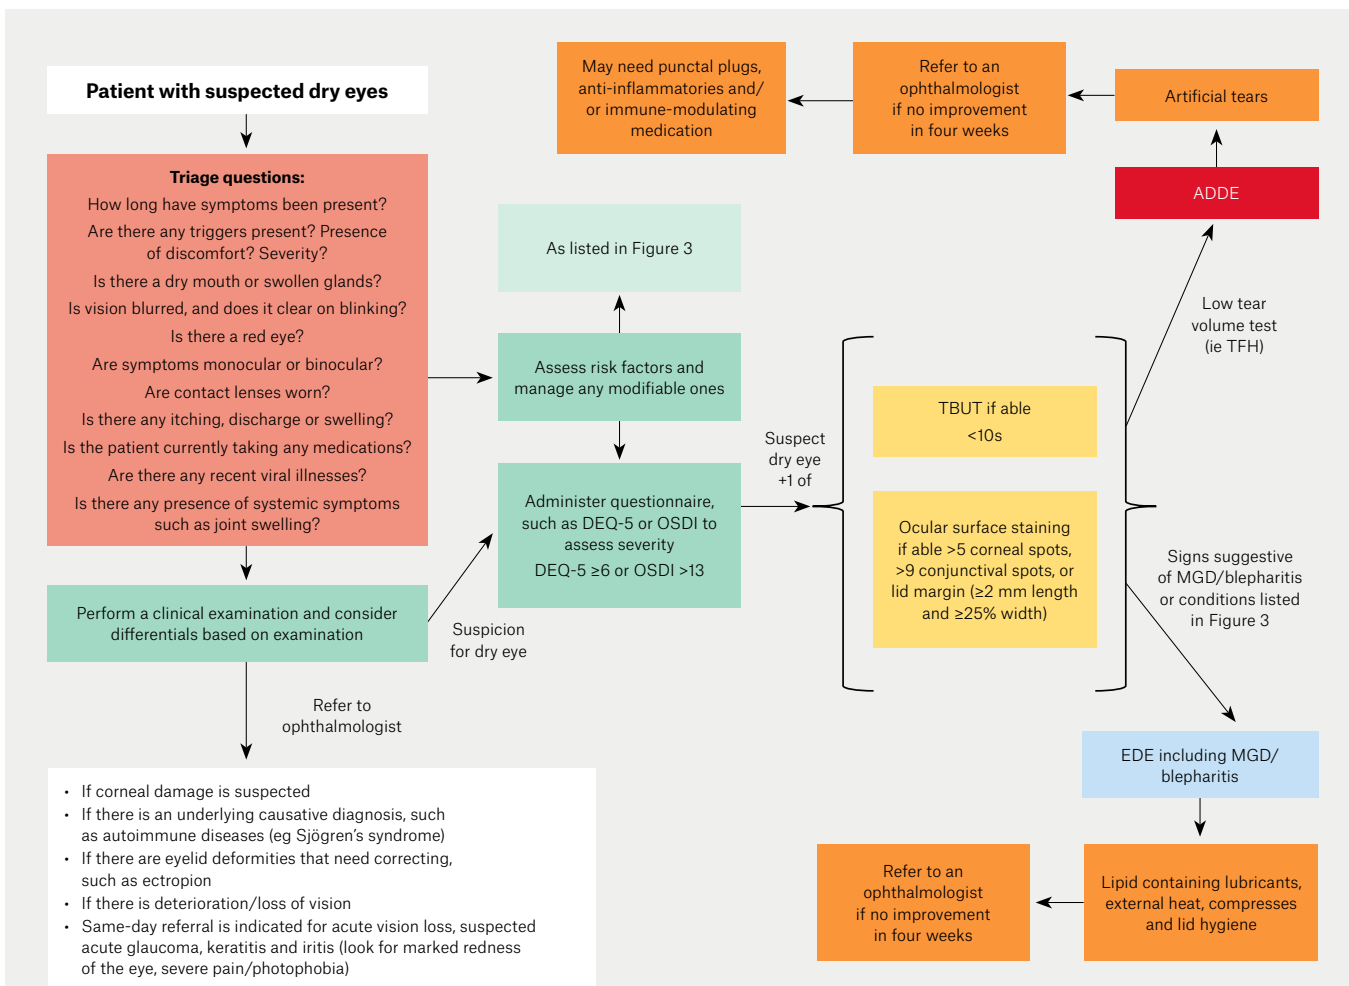 Patient with suspected dry eyes
Triage questions:
How long have symptoms been present?
Are there any triggers present? Presence
of discomfort? Severity?
Is there a dry mouth or swollen glands?
Is vision blurred, and does it clear on blinking?
Is there a red eye?
Are symptoms monocular or binocular?
Are contact lenses worn?
Is there any itching, discharge or swelling?
Is the patient currently taking any medications?
Are there any recent viral illnesses?
Is there any presence of systemic symptoms
such as joint swelling?
Perform a clinical examination and consider
differentials based on examination
Refer to
ophthalmologist
• If corneal damage is suspected
• If there is an underlying causative diagnosis, such
as autoimmune diseases (eg Sjögren's syndrome)
• If there are eyelid deformities that need correcting,
such as ectropion
• If there is deterioration/loss of vision
• Same-day referral is indicated for acute vision loss, suspected
acute glaucoma, keratitis and iritis (look for marked redness
of the eye, severe pain/photophobia)
Suspicion
for dry eye
As listed in Figure 3
Assess risk factors and
manage any modifiable ones
Administer questionnaire,
such as DEQ-5 or OSDI to
assess severity
DEQ-5 ≥6 or OSDI >13
Suspect
dry eye
+1 of
TBUT if able
<10s
Ocular surface staining
if able >5 corneal spots,
>9 conjunctival spots, or
lid margin (≥2 mm length
and ≥25% width)
Low tear
volume test
(ie TFH)
ADDE
Artificial tears
Refer to an
ophthalmologist
if no improvement
in four weeks
May need punctal plugs,
anti-inflammatories and/
or immune-modulating
medication
Signs suggestive
of MGD/blepharitis
or conditions listed
in Figure 3
EDE including MGD/
blepharitis
Lipid containing lubricants,
external heat, compresses
and lid hygiene
Refer to an
ophthalmologist
if no improvement
in four weeks